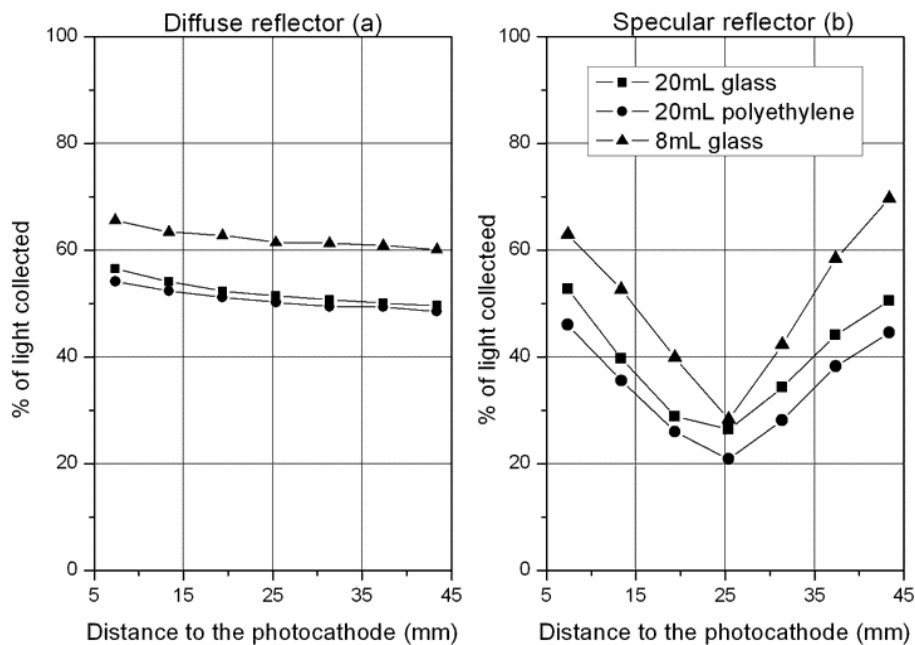 Diffuse reflector (a)
100
80
60
40
20
0
% of light collected
5
15
25
35
45
Distance to the photocathode (mm)
Specular reflector (b)
20mL glass
20mL polyethylene
8mL glass
100
80
60
40
20
0
% of light collecteed
5
15
25
35
45
Distance to the photocathode (mm)